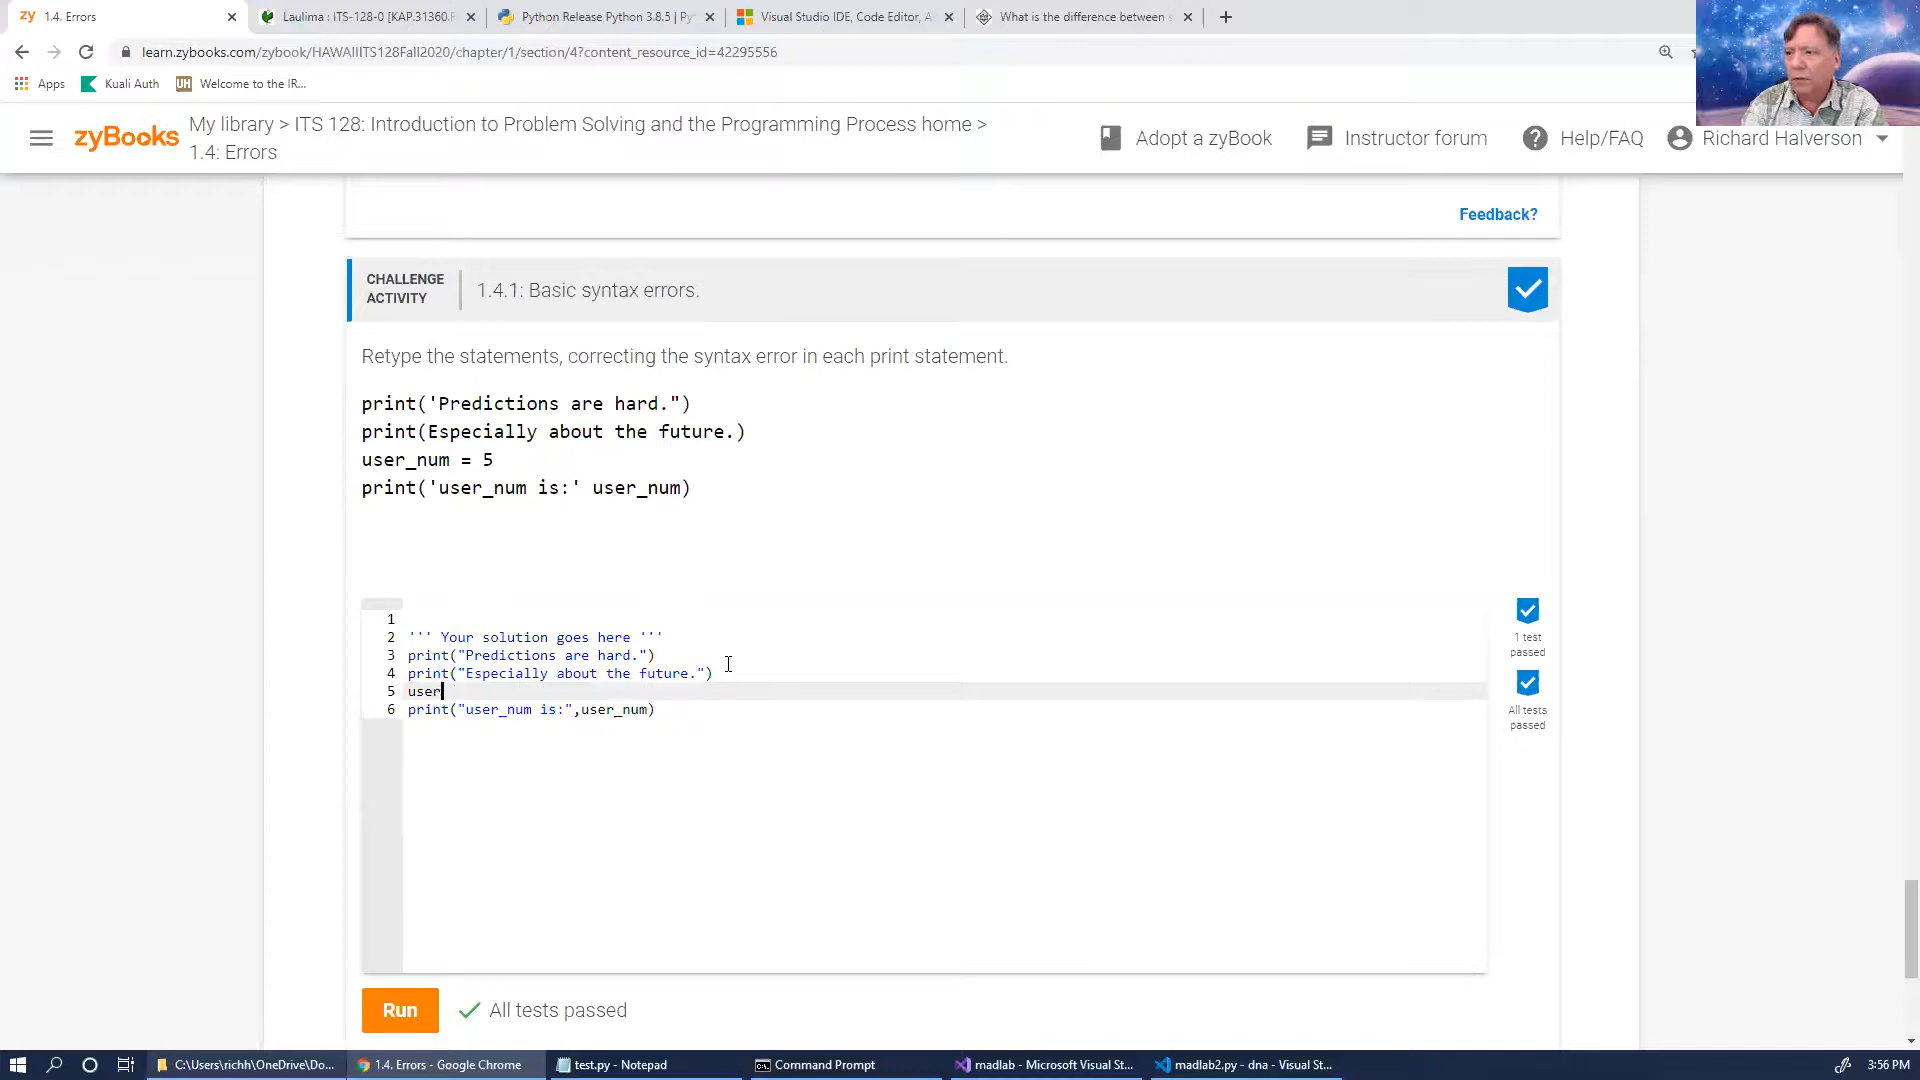 zy 1.4. Errors
Laulima : ITS-128-0 [KAP.31360.F
Python Release Python 3.8.5 | Py
Visual Studio IDE, Code Editor, A
What is the difference between
learn.zybooks.com/zybook/HAWAIIITS128Fall2020/chapter/1/section/4?content_resource_id=42295556
Apps
Kuali Auth
UH Welcome to the IR...
zyBooks
My library > ITS 128: Introduction to Problem Solving and the Programming Process home >
1.4: Errors
Adopt a zyBook
Instructor forum
Help/FAQ
Richard Halverson
Feedback?
CHALLENGE
ACTIVITY
1.4.1: Basic syntax errors.
Retype the statements, correcting the syntax error in each print statement.
print('Predictions are hard.")
print(Especially about the future.)
user_num = 5
print('user_num is:' user_num)
1
2 ''' Your solution goes here '''
3 print("Predictions are hard.")
4 print("Especially about the future.")
5 user
6 print("user_num is:",user_num)
1 test
passed
All tests
passed
Run
All tests passed
C:\Users\richh\OneDrive\Do...
1.4. Errors - Google Chrome
test.py - Notepad
Command Prompt
madlab - Microsoft Visual St...
madlab2.py - dna - Visual St...
3:56 PM